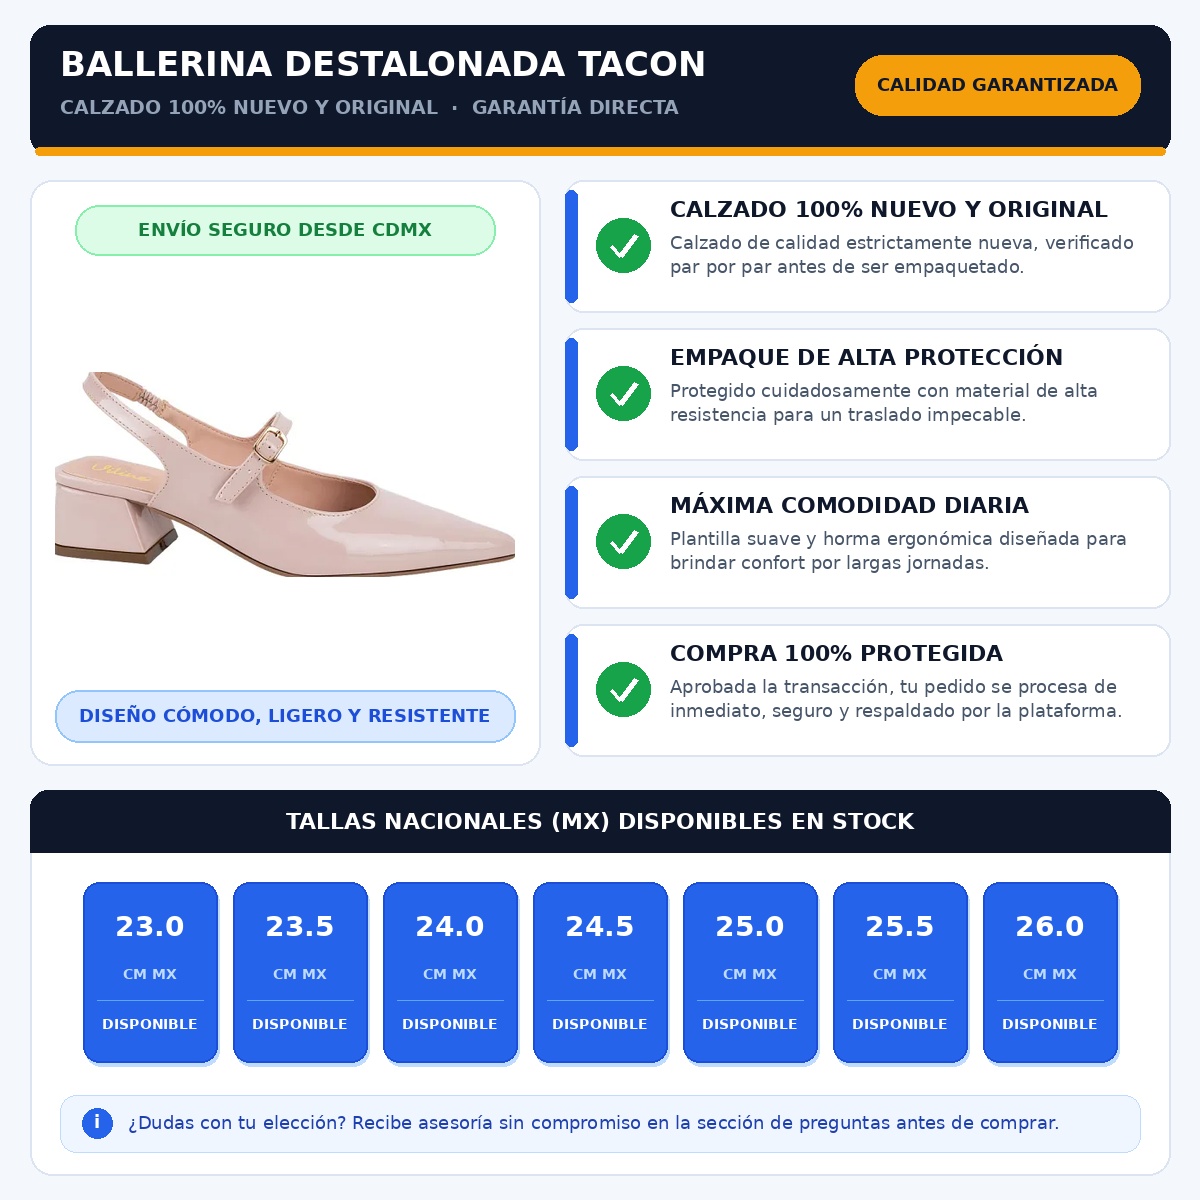 BALLERINA DESTALONADA TACON
CALZADO 100% NUEVO Y ORIGINAL · GARANTÍA DIRECTA
CALIDAD GARANTIZADA
ENVÍO SEGURO DESDE CDMX
DISEÑO CÓMODO, LIGERO Y RESISTENTE
CALZADO 100% NUEVO Y ORIGINAL
Calzado de calidad estrictamente nueva, verificado
par por par antes de ser empaquetado.
EMPAQUE DE ALTA PROTECCIÓN
Protegido cuidadosamente con material de alta
resistencia para un traslado impecable.
MÁXIMA COMODIDAD DIARIA
Plantilla suave y horma ergonómica diseñada para
brindar confort por largas jornadas.
COMPRA 100% PROTEGIDA
Aprobada la transacción, tu pedido se procesa de
inmediato, seguro y respaldado por la plataforma.
TALLAS NACIONALES (MX) DISPONIBLES EN STOCK
23.0
CM MX
DISPONIBLE
23.5
CM MX
DISPONIBLE
24.0
CM MX
DISPONIBLE
24.5
CM MX
DISPONIBLE
25.0
CM MX
DISPONIBLE
25.5
CM MX
DISPONIBLE
26.0
CM MX
DISPONIBLE
i ¿Dudas con tu elección? Recibe asesoría sin compromiso en la sección de preguntas antes de comprar.